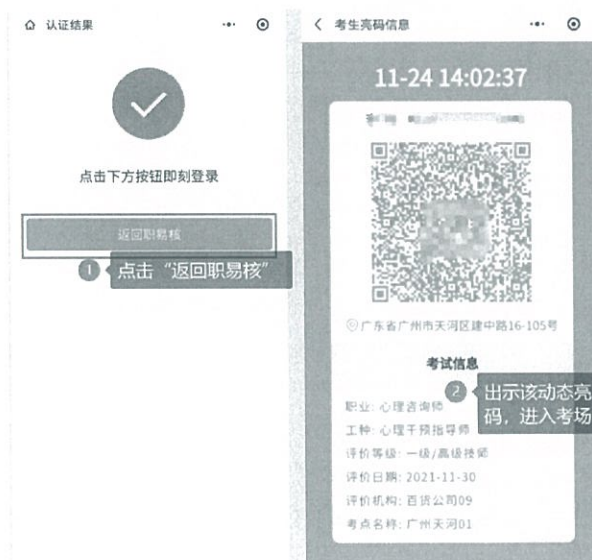 认证结果
点击下方按钮即刻登录
返回职易核
1 点击“返回职易核”
考生亮码信息
11-24 14:02:37
广东省广州市天河区建中路16-105号
考试信息
2 出示该动态亮
码，进入考场
职业: 心理咨询师
工种: 心理干预指导师
评价等级: 一级/高级技师
评价日期: 2021-11-30
评价机构: 百货公司09
考点名称: 广州天河01